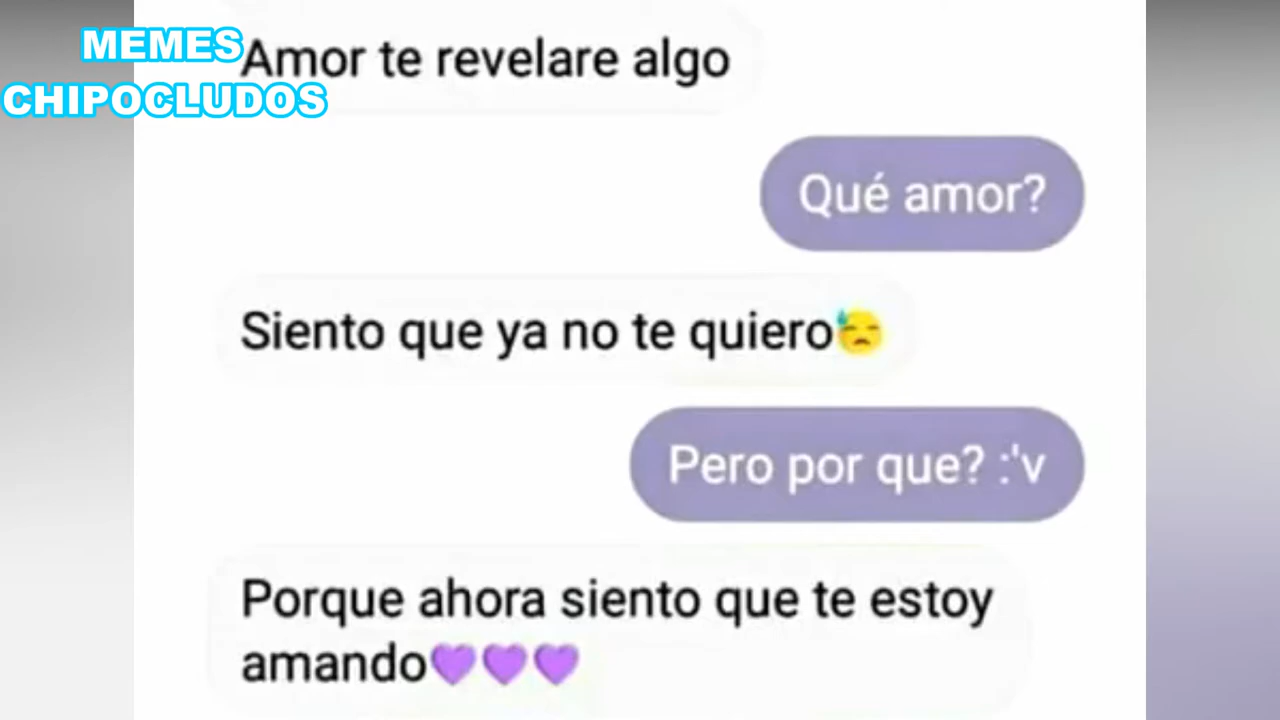 MEMES
CHIPOCLUDOS
Amor te revelare algo
Qué amor?
Siento que ya no te quiero😓
Pero por que? :'v
Porque ahora siento que te estoy
amando💜💜💜